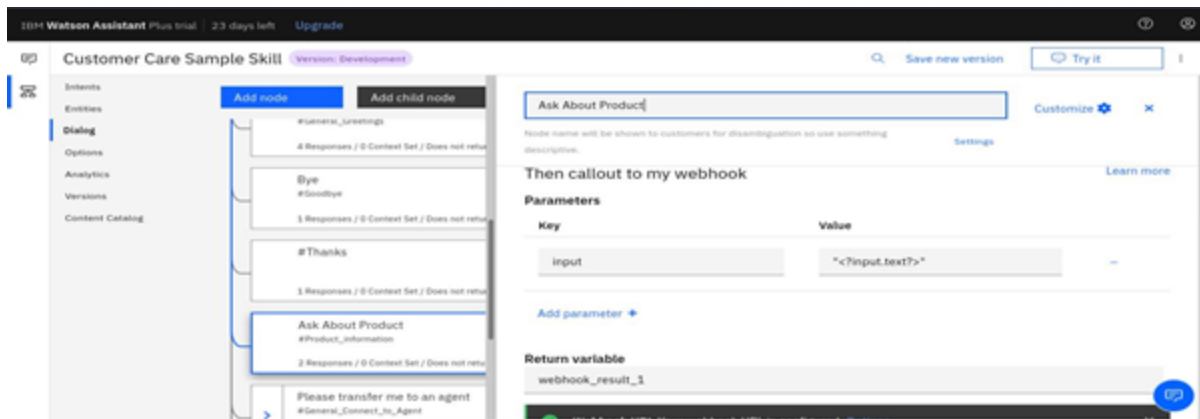 IBM Watson Assistant Plus trial 23 days left Upgrade
Customer Care Sample Skill Version: Development Save new version Try it
Intents
Entities
Dialog
Options
Analytics
Versions
Content Catalog
Add node Add child node
#General_Greetings
4 Responses / 0 Context Set / Does not retu
Bye
#Goodbye
1 Responses / 0 Context Set / Does not retu
#Thanks
1 Responses / 0 Context Set / Does not retu
Ask About Product
#Product_information
2 Responses / 0 Context Set / Does not retu
Please transfer me to an agent
#General_Connect_to_Agent
Ask About Product
Customize
Node name will be shown to customers for disambiguation so use something
descriptive.
Settings
Then callout to my webhook
Learn more
Parameters
Key Value
input "<?input.text?>"
Add parameter +
Return variable
webhook_result_1